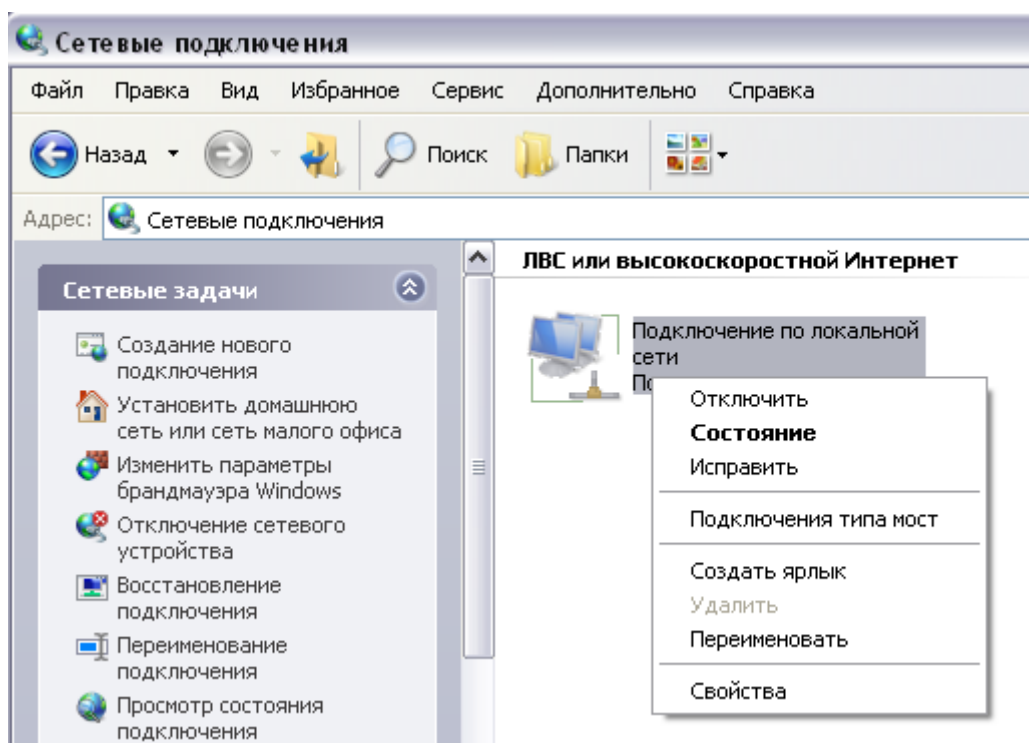 Сетевые подключения
Файл Правка Вид Избранное Сервис Дополнительно Справка
Назад Поиск Папки
Адрес: Сетевые подключения
Сетевые задачи
Создание нового
подключения
Установить домашнюю
сеть или сеть малого офиса
Изменить параметры
брандмауэра Windows
Отключение сетевого
устройства
Восстановление
подключения
Переименование
подключения
Просмотр состояния
подключения
ЛВС или высокоскоростной Интернет
Подключение по локальной
сети
Отключить
Состояние
Исправить
Подключения типа мост
Создать ярлык
Удалить
Переименовать
Свойства